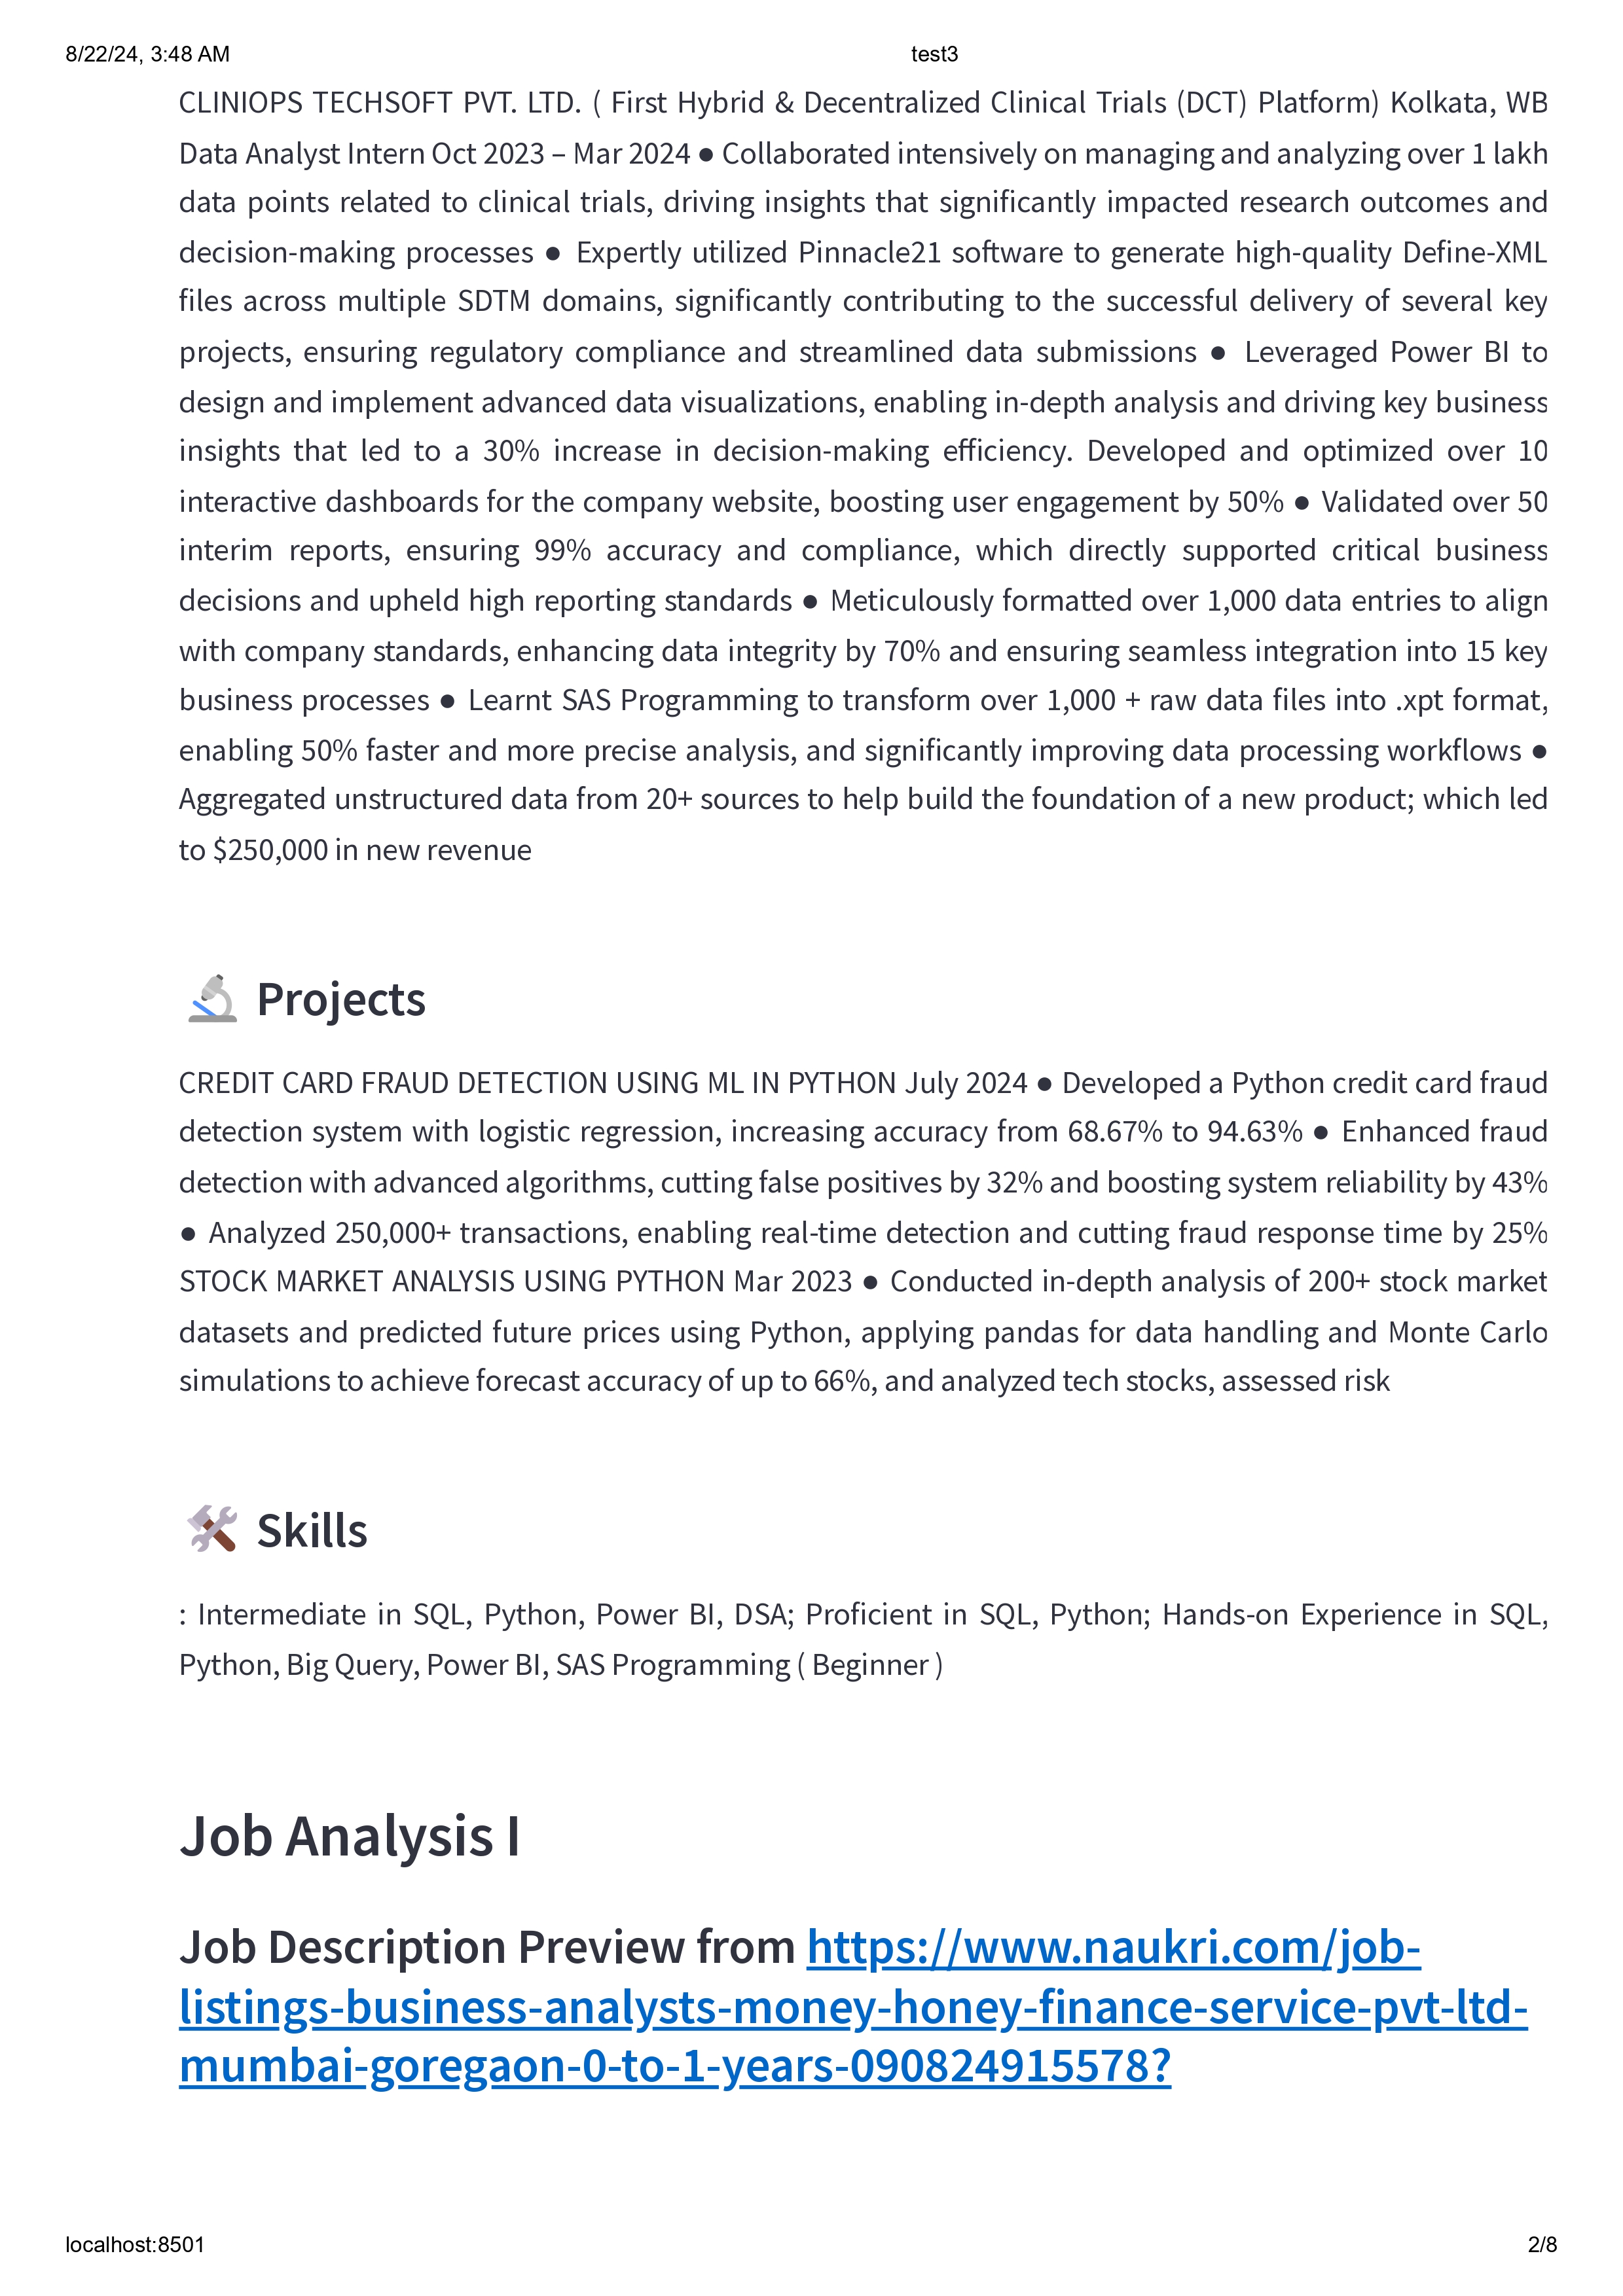 8/22/24, 3:48 AM test3
CLINIOPS TECHSOFT PVT. LTD. ( First Hybrid & Decentralized Clinical Trials (DCT) Platform) Kolkata, WB
Data Analyst Intern Oct 2023 – Mar 2024 ● Collaborated intensively on managing and analyzing over 1 lakh
data points related to clinical trials, driving insights that significantly impacted research outcomes and
decision-making processes ● Expertly utilized Pinnacle21 software to generate high-quality Define-XML
files across multiple SDTM domains, significantly contributing to the successful delivery of several key
projects, ensuring regulatory compliance and streamlined data submissions ● Leveraged Power BI to
design and implement advanced data visualizations, enabling in-depth analysis and driving key business
insights that led to a 30% increase in decision-making efficiency. Developed and optimized over 10
interactive dashboards for the company website, boosting user engagement by 50% ● Validated over 50
interim reports, ensuring 99% accuracy and compliance, which directly supported critical business
decisions and upheld high reporting standards ● Meticulously formatted over 1,000 data entries to align
with company standards, enhancing data integrity by 70% and ensuring seamless integration into 15 key
business processes ● Learnt SAS Programming to transform over 1,000 + raw data files into .xpt format,
enabling 50% faster and more precise analysis, and significantly improving data processing workflows ●
Aggregated unstructured data from 20+ sources to help build the foundation of a new product; which led
to $250,000 in new revenue
Projects
CREDIT CARD FRAUD DETECTION USING ML IN PYTHON July 2024 ● Developed a Python credit card fraud
detection system with logistic regression, increasing accuracy from 68.67% to 94.63% ● Enhanced fraud
detection with advanced algorithms, cutting false positives by 32% and boosting system reliability by 43%
● Analyzed 250,000+ transactions, enabling real-time detection and cutting fraud response time by 25%
STOCK MARKET ANALYSIS USING PYTHON Mar 2023 ● Conducted in-depth analysis of 200+ stock market
datasets and predicted future prices using Python, applying pandas for data handling and Monte Carlo
simulations to achieve forecast accuracy of up to 66%, and analyzed tech stocks, assessed risk
Skills
: Intermediate in SQL, Python, Power BI, DSA; Proficient in SQL, Python; Hands-on Experience in SQL,
Python, Big Query, Power BI, SAS Programming ( Beginner )
Job Analysis I
Job Description Preview from https://www.naukri.com/job-
listings-business-analysts-money-honey-finance-service-pvt-ltd-
mumbai-goregaon-0-to-1-years-090824915578?
localhost:8501 2/8